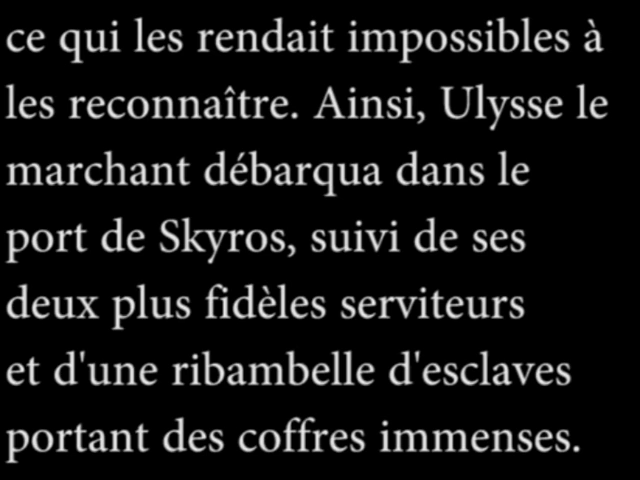 ce qui les rendait impossibles à
les reconnaître. Ainsi, Ulysse le
marchant débarqua dans le
port de Skyros, suivi de ses
deux plus fidèles serviteurs
et d'une ribambelle d'esclaves
portant des coffres immenses.